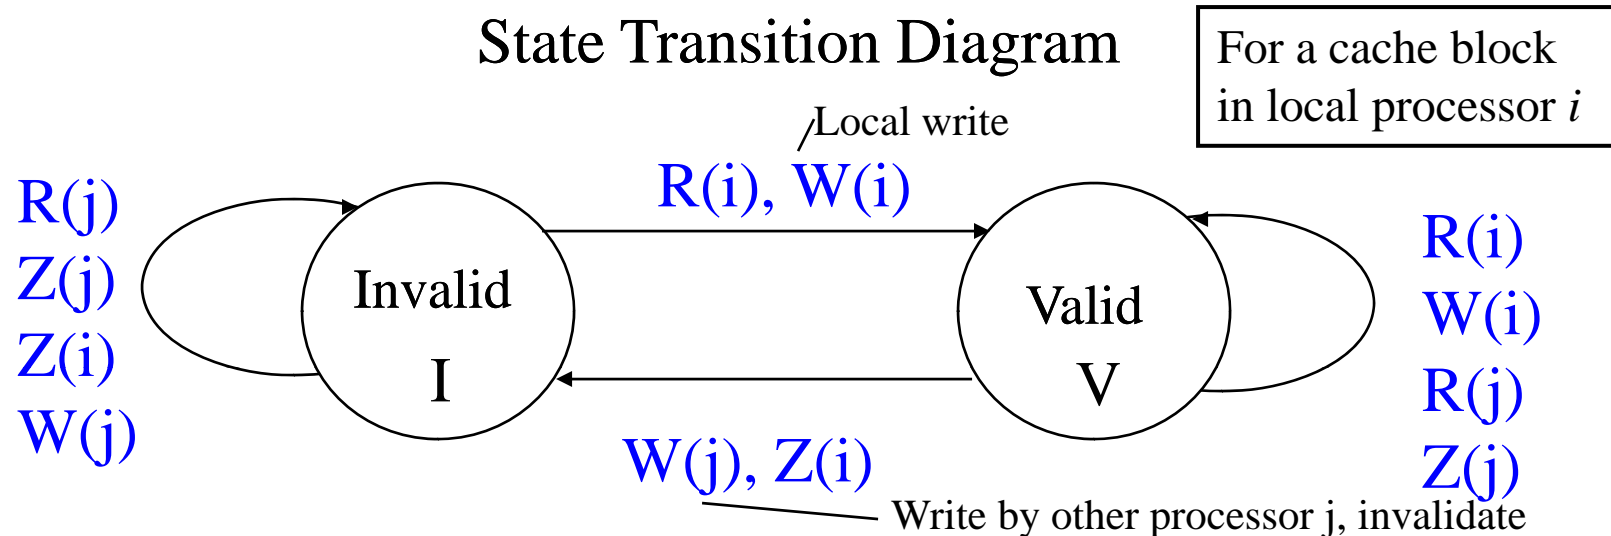 State Transition Diagram
For a cache block
in local processor i
Local write
R(i), W(i)
R(j)
Z(j)
Z(i)
W(j)
Invalid
I
Valid
V
R(i)
W(i)
R(j)
Z(j)
W(j), Z(i)
Write by other processor j, invalidate